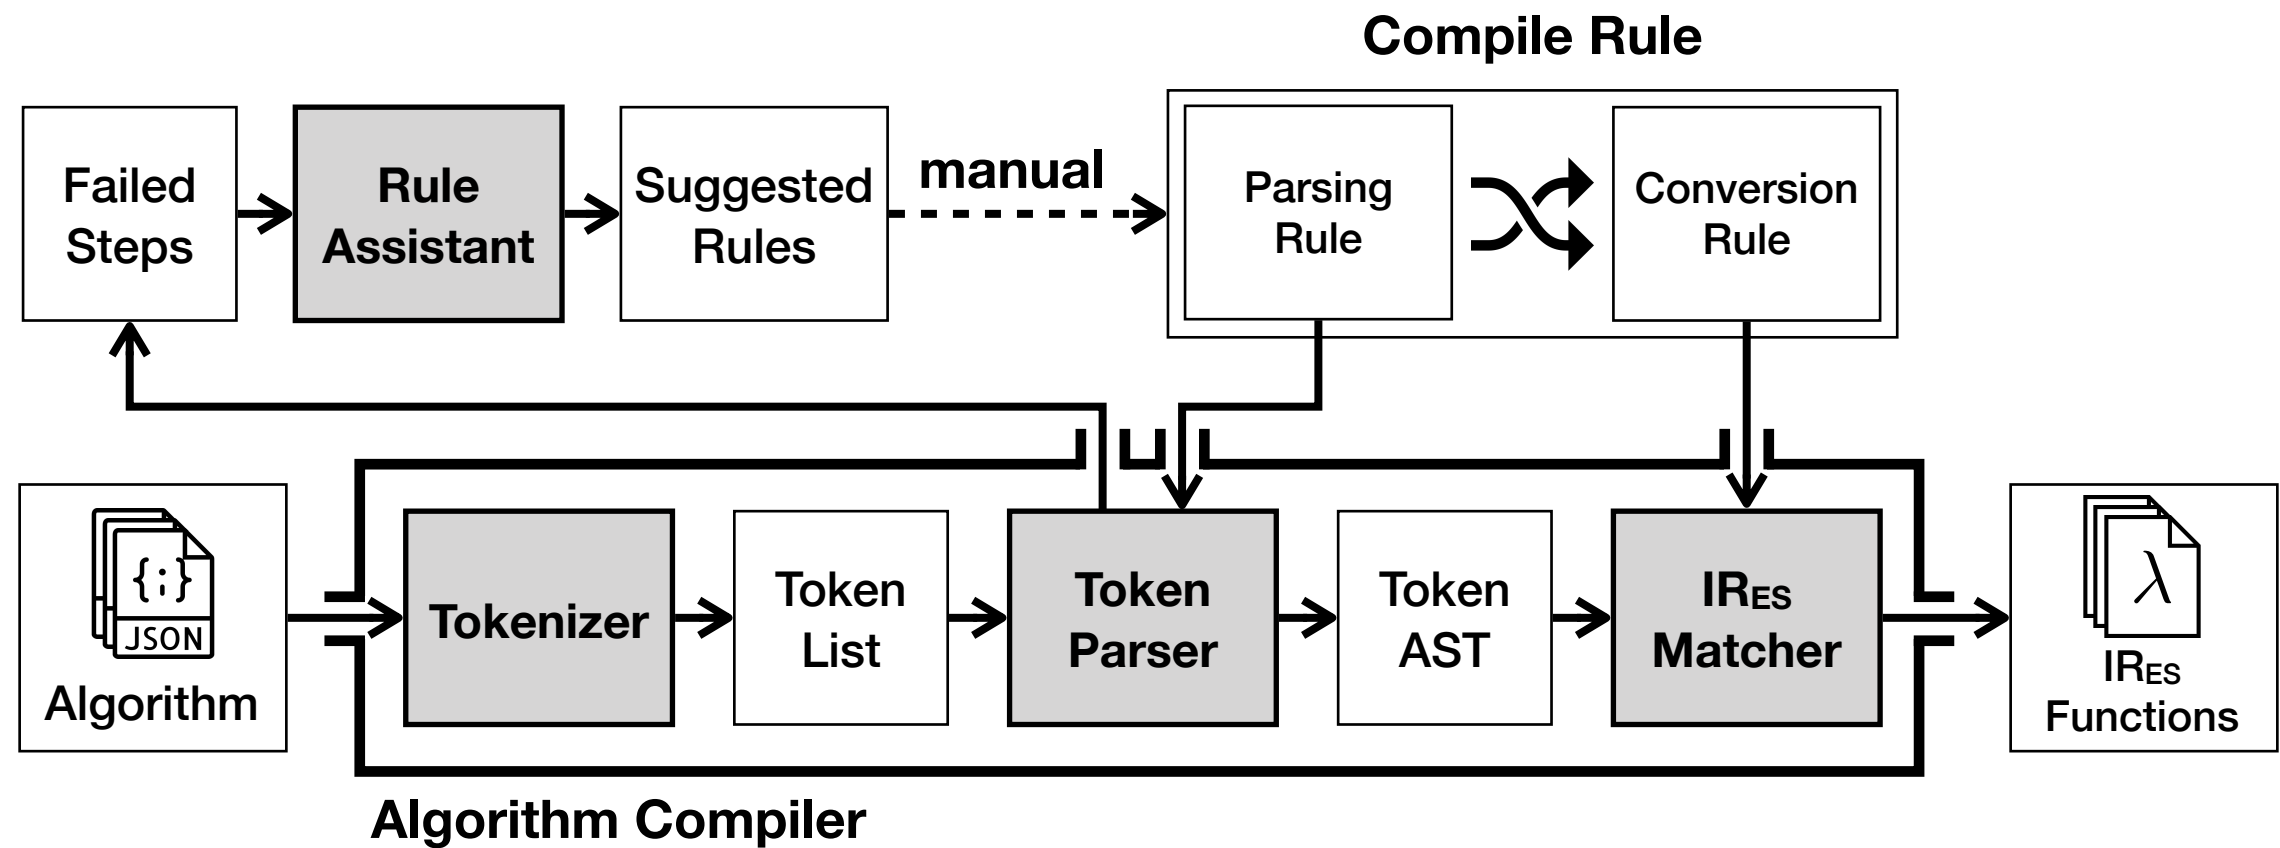 Compile Rule
Failed
Steps
Rule
Assistant
Suggested
Rules
manual
Parsing
Rule
Conversion
Rule
{;}
JSON
Algorithm
Tokenizer
Token
List
Token
Parser
Token
AST
IRES
Matcher
λ
IRES
Functions
Algorithm Compiler